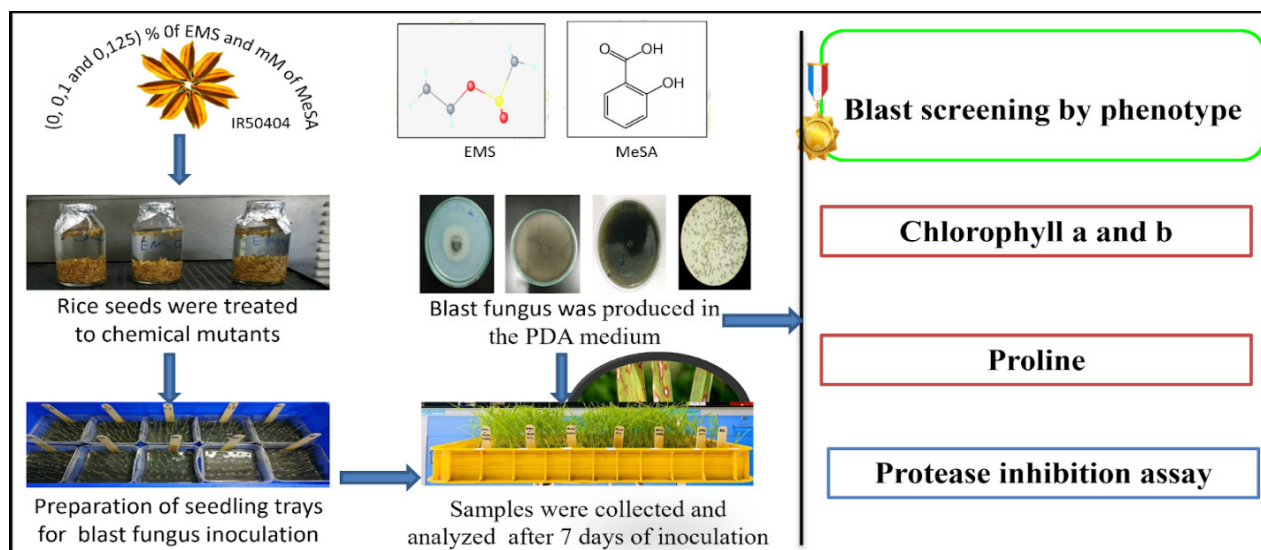 (0, 0,1 and 0,125) % 0f EMS and mM of MeSA
IR50404
EMS
O
OH
OH
MeSA
Rice seeds were treated
to chemical mutants
Blast fungus was produced in
the PDA medium
Preparation of seedling trays
for blast fungus inoculation
Samples were collected and
analyzed after 7 days of inoculation
Blast screening by phenotype
Chlorophyll a and b
Proline
Protease inhibition assay